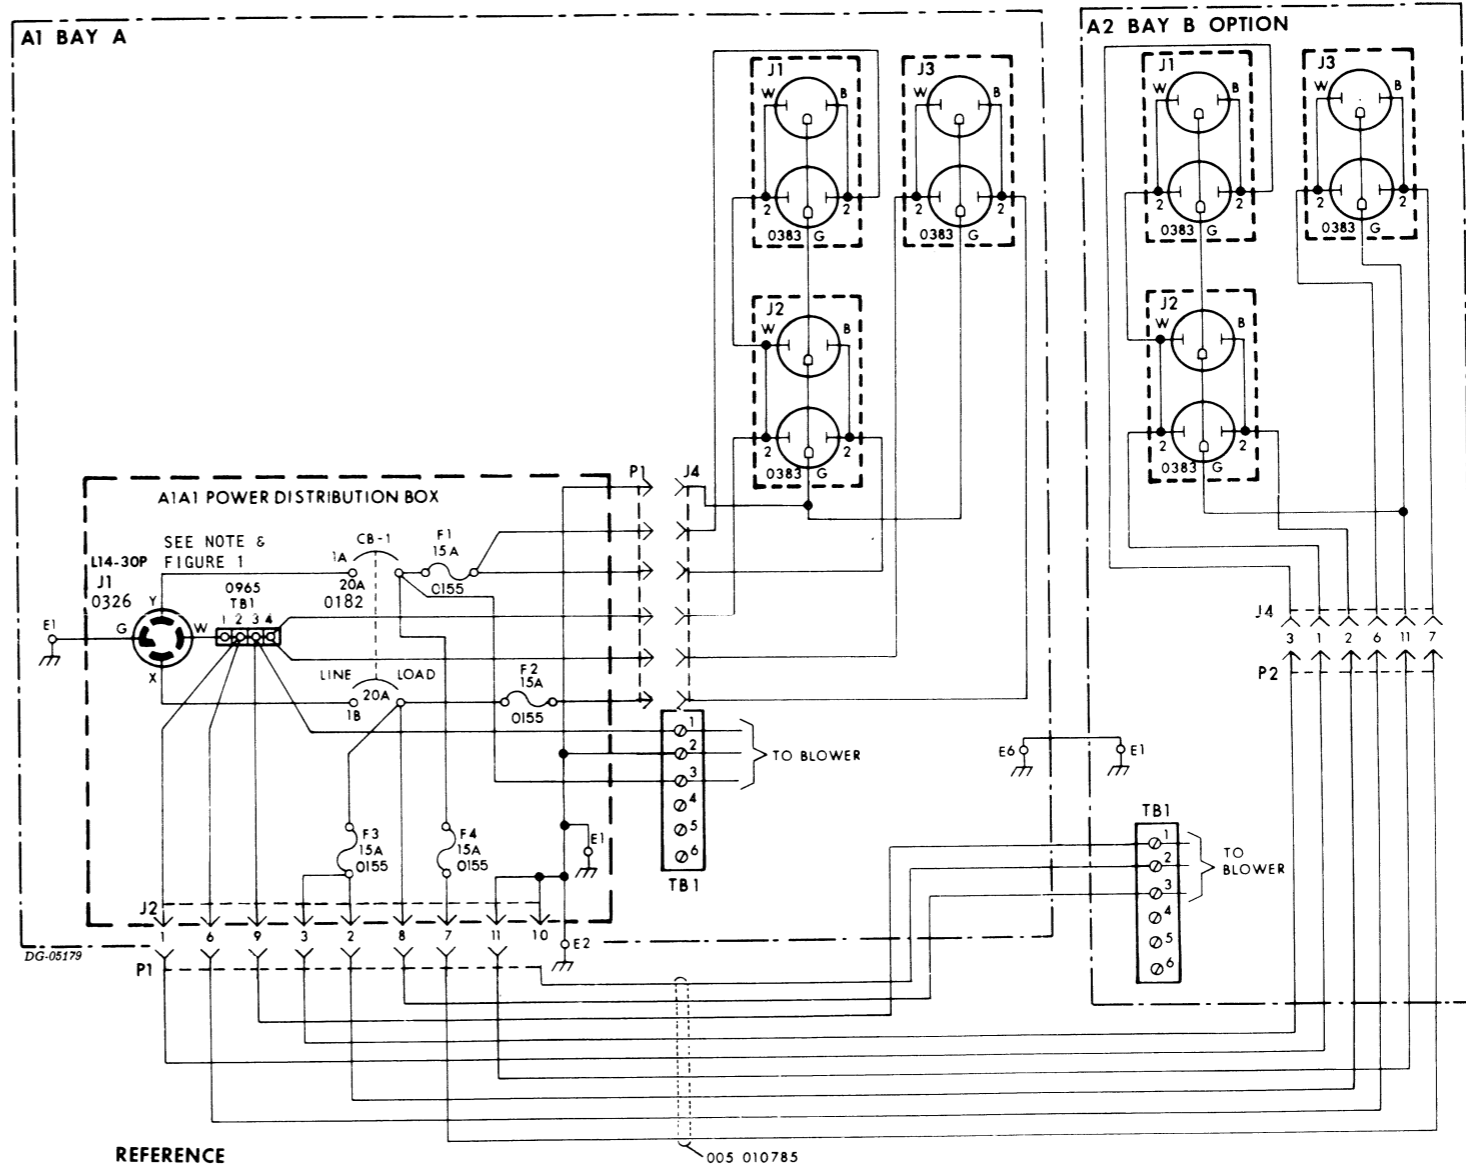 A1 BAY A
A2 BAY B OPTION
J1
W B
2 2
0383 G
J3
W B
2 2
0383 G
J1
W B
2 2
0383 G
J3
W B
2 2
0383 G
J2
W B
2 2
0383 G
J2
W B
2 2
0383 G
P1 J4
A1A1 POWER DISTRIBUTION BOX
SEE NOTE &
FIGURE 1
L14-30P
J1
0326
CB-1
1A
20A
0182
F1
15A
0155
0965
TB1
1 2 3 4
E1
G
Y
W
X
LINE LOAD
20A
1B
F2
15A
0155
1
2
3
4
5
6
TB1
TO BLOWER
E6 E1
J4
3 1 2 6 11 7
P2
F3
15A
0155
F4
15A
0155
E1
TB1
1
2
3
4
5
6
TO
BLOWER
J2
1 6 9 3 2 8 7 11 10
E2
P1
DG-05179
REFERENCE
005 010785